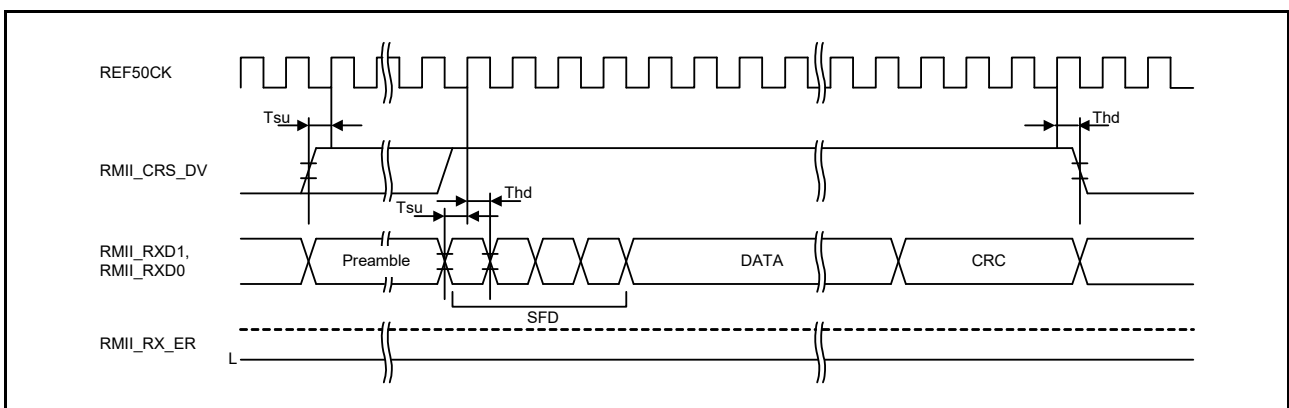 REF50CK
Tsu
Thd
RMII_CRS_DV
Thd
Tsu
RMII_RXD1,
RMII_RXD0
Preamble
DATA
CRC
SFD
RMII_RX_ER
L